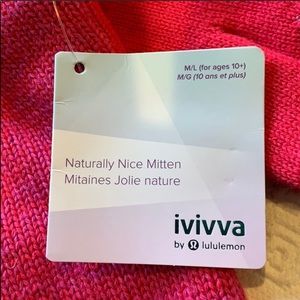 M/L (for ages 10+)
M/G (10 ans et plus)
Naturally Nice Mitten
Mitaines Jolie nature
ivivva
by lululemon